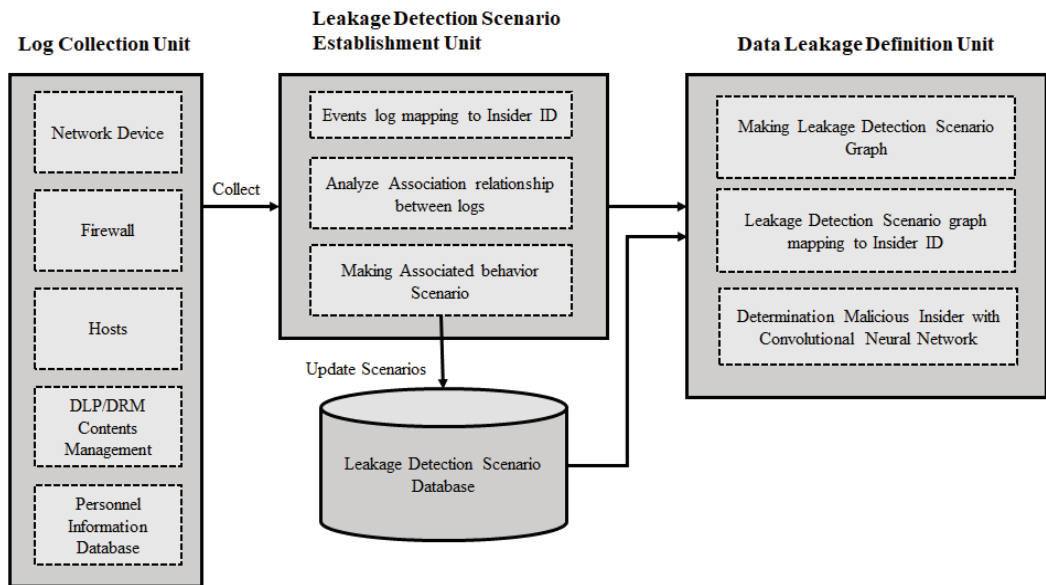 Log Collection Unit
Network Device
Firewall
Hosts
DLP/DRM
Contents
Management
Personnel
Information
Database
Collect
Leakage Detection Scenario
Establishment Unit
Events log mapping to Insider ID
Analyze Association relationship
between logs
Making Associated behavior
Scenario
Update Scenarios
Leakage Detection Scenario
Database
Data Leakage Definition Unit
Making Leakage Detection Scenario
Graph
Leakage Detection Scenario graph
mapping to Insider ID
Determination Malicious Insider with
Convolutional Neural Network